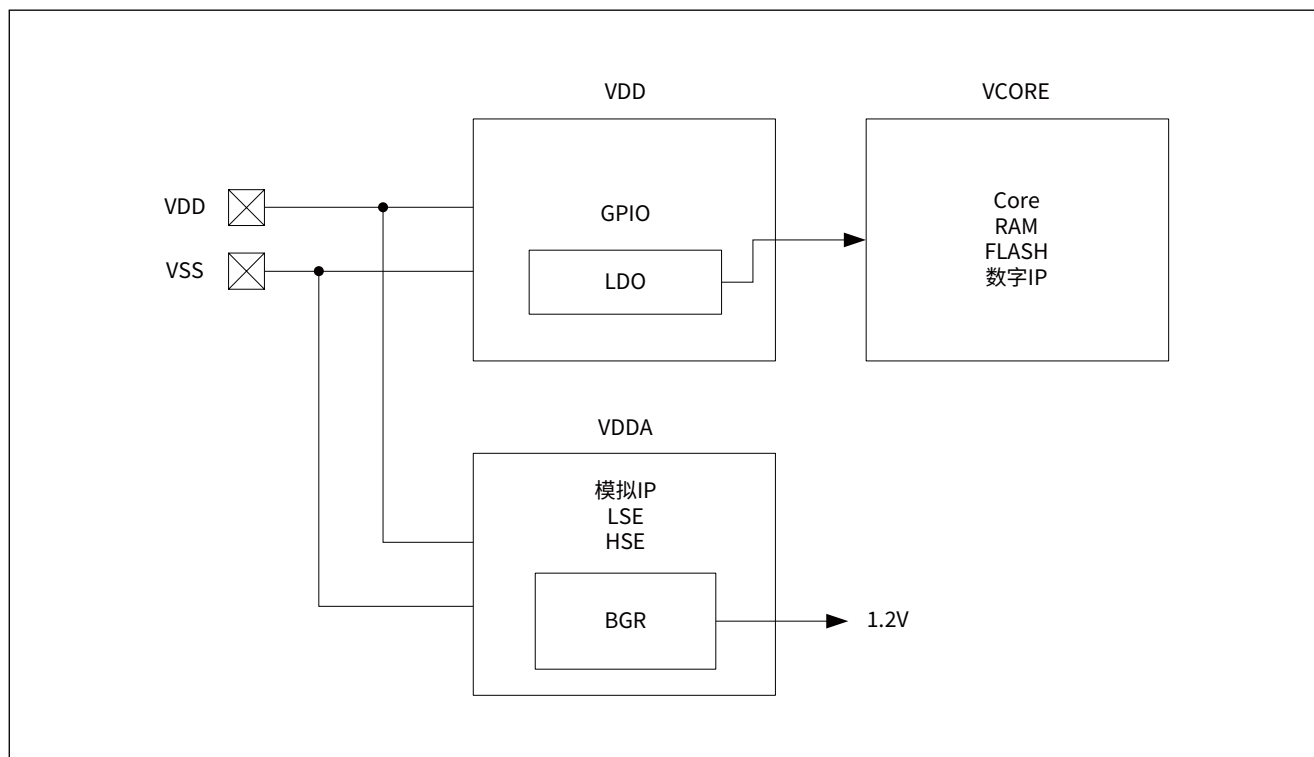 VDD
VCORE
VDD
VSS
GPIO
LDO
Core
RAM
FLASH
数字IP
VDDA
模拟IP
LSE
HSE
BGR
1.2V